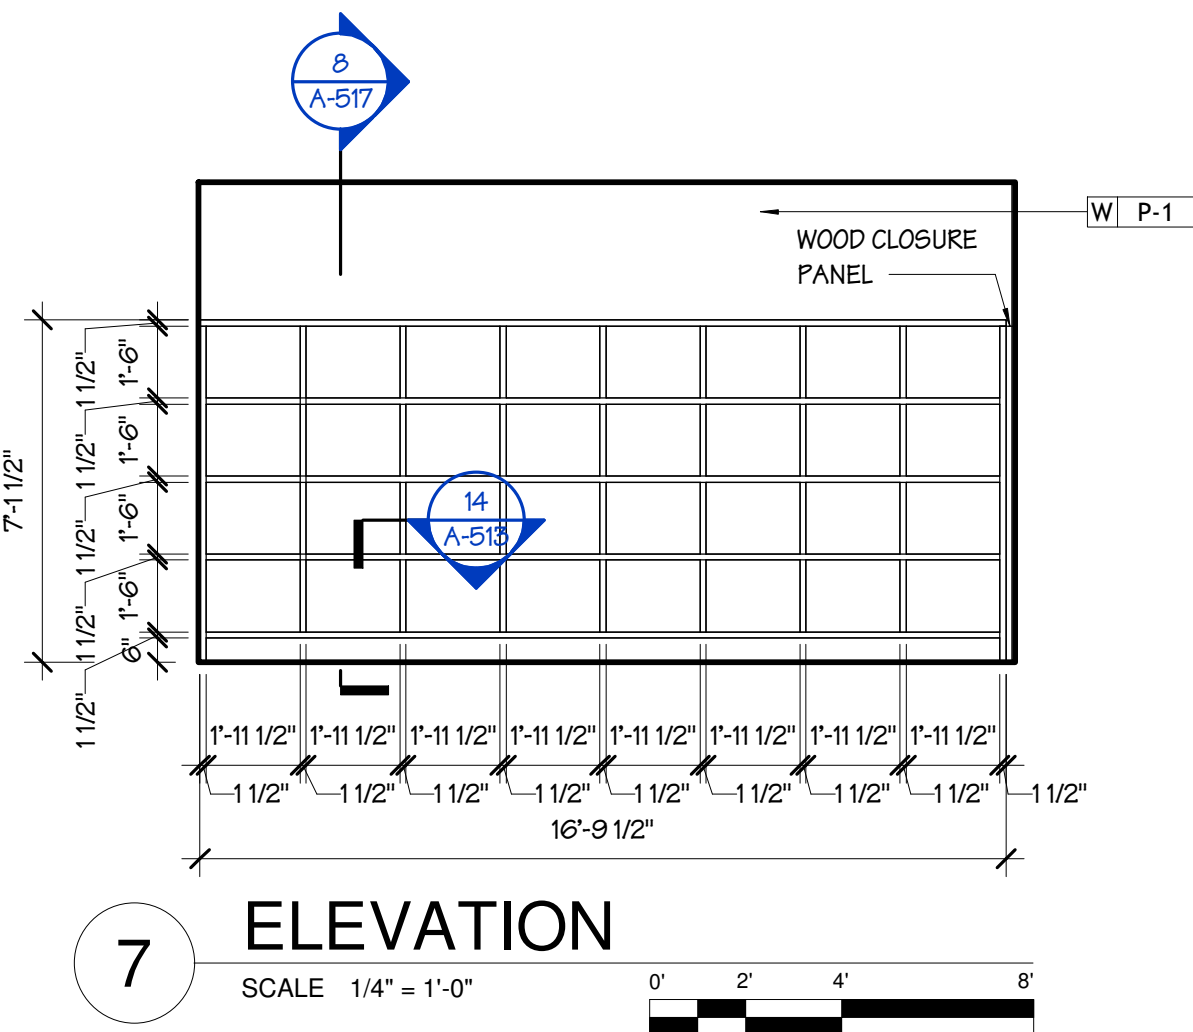 8
A-517
W P-1
WOOD CLOSURE
PANEL
7'-1 1/2"
1 1/2"
1 1/2"
1 1/2"
1 1/2"
1 1/2"
1'-6"
1'-6"
1'-6"
1'-6"
6"
14
A-513
1'-11 1/2" 1'-11 1/2" 1'-11 1/2" 1'-11 1/2" 1'-11 1/2" 1'-11 1/2" 1'-11 1/2" 1'-11 1/2"
1 1/2" 1 1/2" 1 1/2" 1 1/2" 1 1/2" 1 1/2" 1 1/2" 1 1/2" 1 1/2"
16'-9 1/2"
7
ELEVATION
SCALE 1/4" = 1'-0"
0' 2' 4' 8'